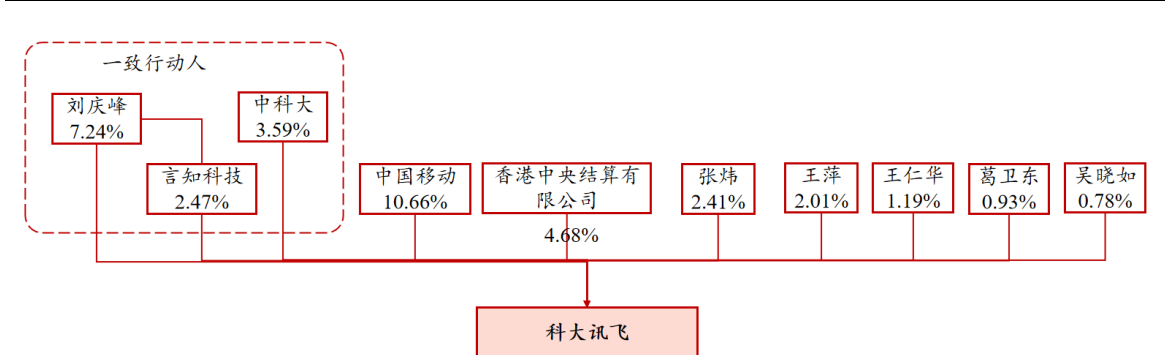 一致行动人
刘庆峰
7.24%
中科大
3.59%
言知科技
2.47%
中国移动
10.66%
香港中央结算有
限公司
4.68%
张炜
2.41%
王萍
2.01%
王仁华
1.19%
葛卫东
0.93%
吴晓如
0.78%
科大讯飞